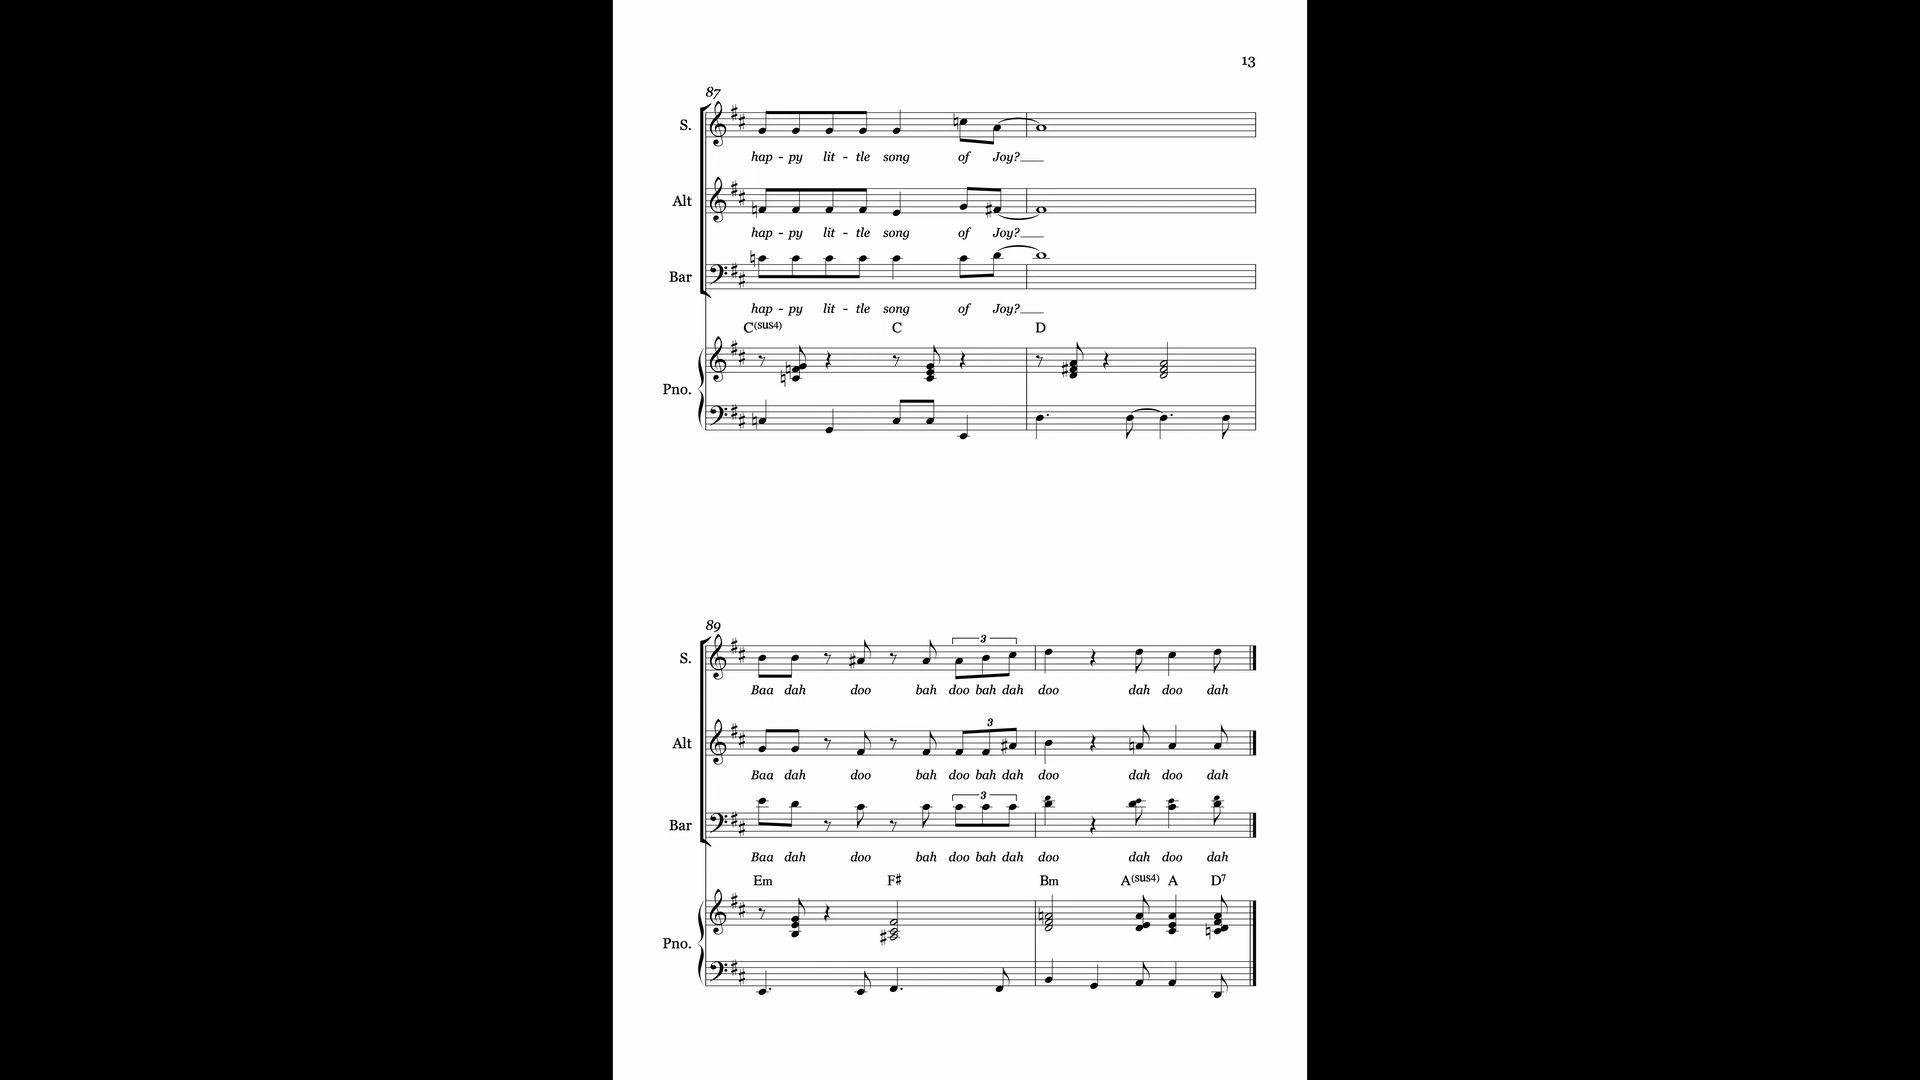 13
87
S.
hap - py lit - tle song of Joy?
Alt
hap - py lit - tle song of Joy?
Bar
hap - py lit - tle song of Joy?
C(sus4) C D
Pno.
89
3
S.
Baa dah doo bah doo bah dah doo dah doo dah
3
Alt
Baa dah doo bah doo bah dah doo dah doo dah
3
Bar
Baa dah doo bah doo bah dah doo dah doo dah
Em F♯ Bm A(sus4) A D7
Pno.